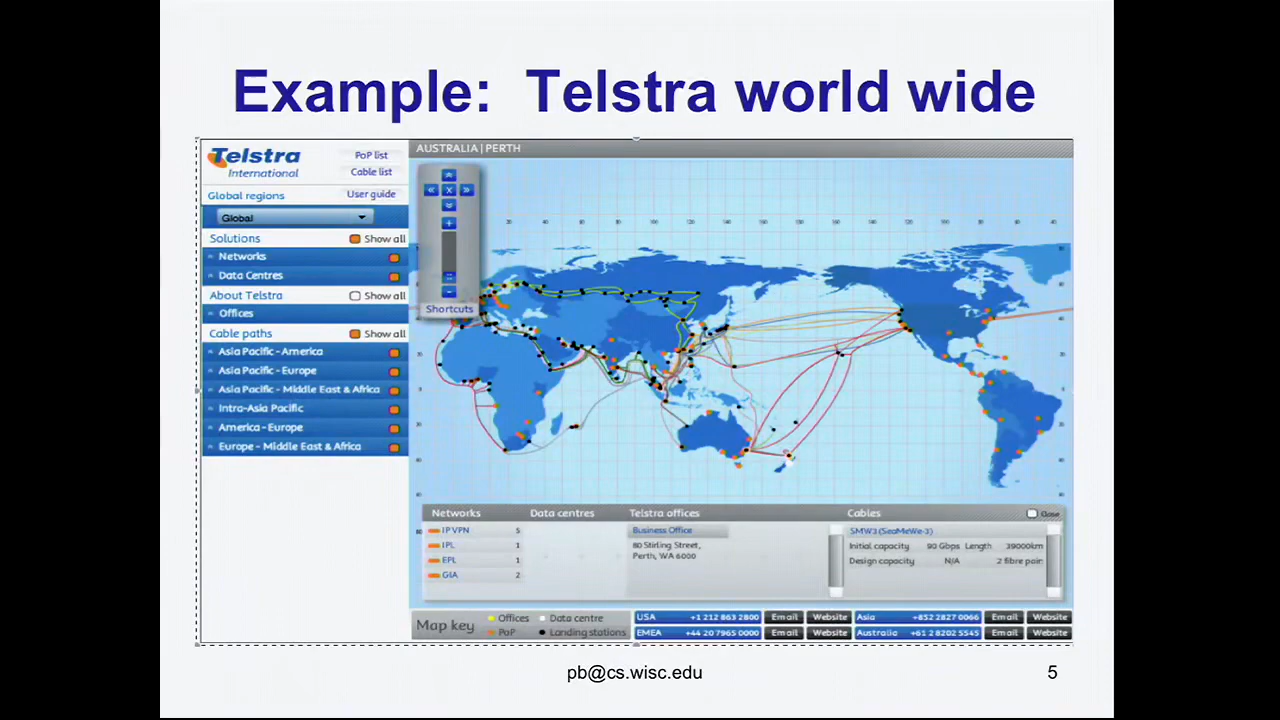 Example: Telstra world wide
Telstra
International
PoP list
Cable list
User guide
Global regions
Global
Solutions
Show all
Networks
Data Centres
About Telstra
Show all
Offices
Cable paths
Show all
Asia Pacific - America
Asia Pacific - Europe
Asia Pacific - Middle East & Africa
Intra-Asia Pacific
America - Europe
Europe - Middle East & Africa
AUSTRALIA | PERTH
X
Shortcuts
Networks
IP VPN 5
IPL 1
EPL 1
GIA 2
Data centres
Telstra offices
Business Office
80 Stirling Street,
Perth, WA 6000
Cables
Close
SMW3 (SeaMeWe-3)
Initial capacity 90 Gbps Length 39000km
Design capacity N/A 2 fibre pair
Map key
Offices
Data centre
PoP
Landing stations
USA +1 212 863 2800 Email Website
Asia +852 2827 0066 Email Website
EMEA +44 20 7965 0000 Email Website
Australia +61 2 8202 5545 Email Website
pb@cs.wisc.edu
5